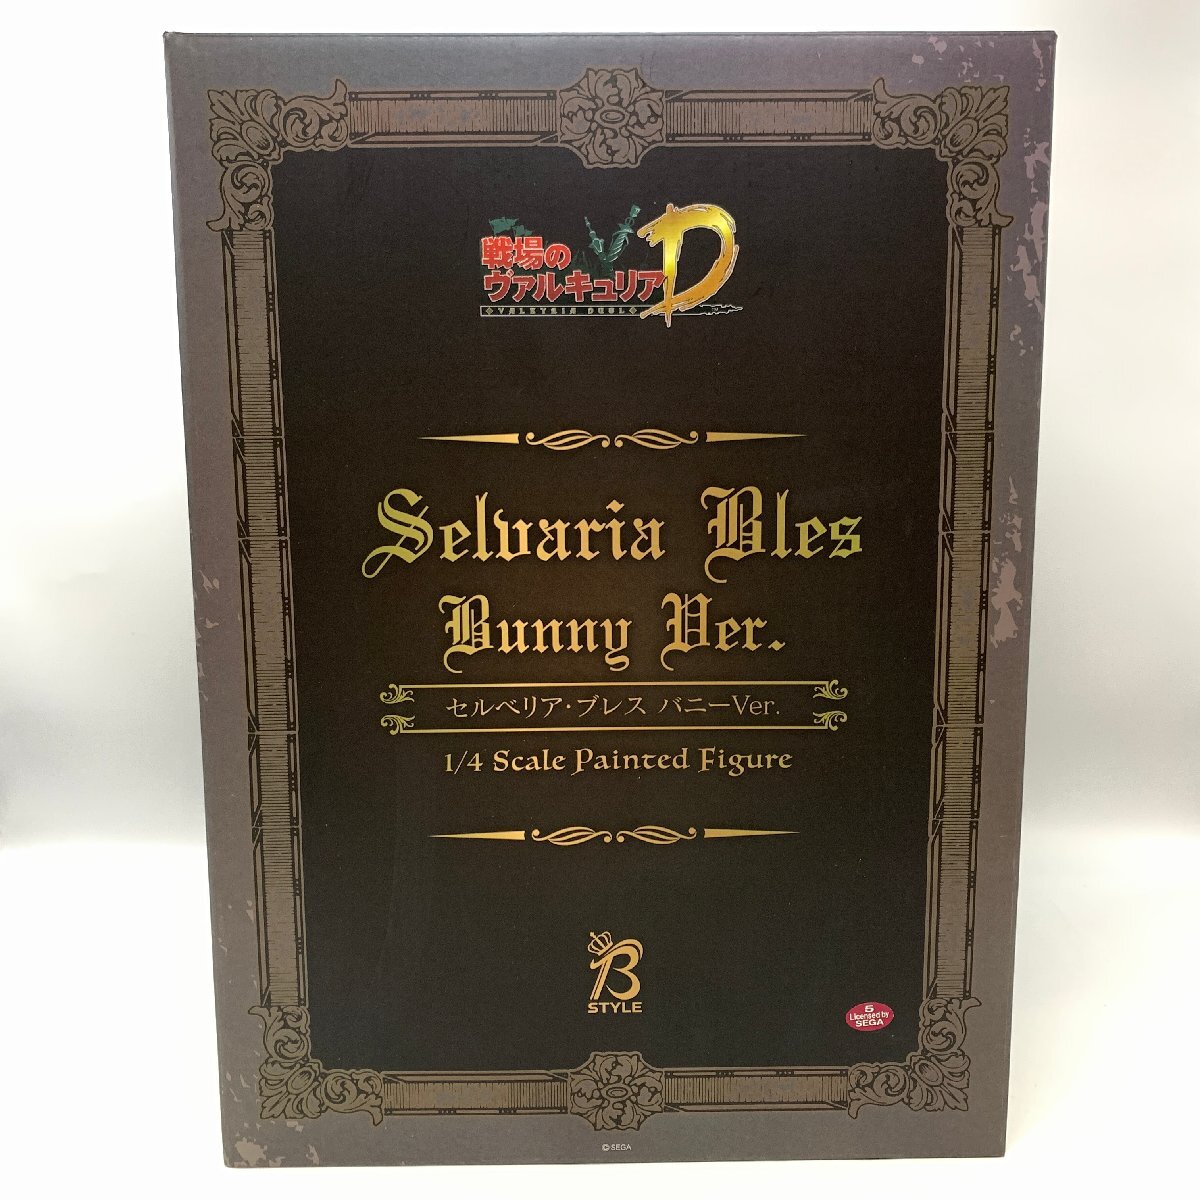 戦場の
ヴァルキュリア D
VALKYRIA DUEL
Selvaria Bles
Bunny Ver.
セルベリア・ブレス バニーVer.
1/4 Scale Painted Figure
B
STYLE
5
Licensed by
SEGA
©SEGA